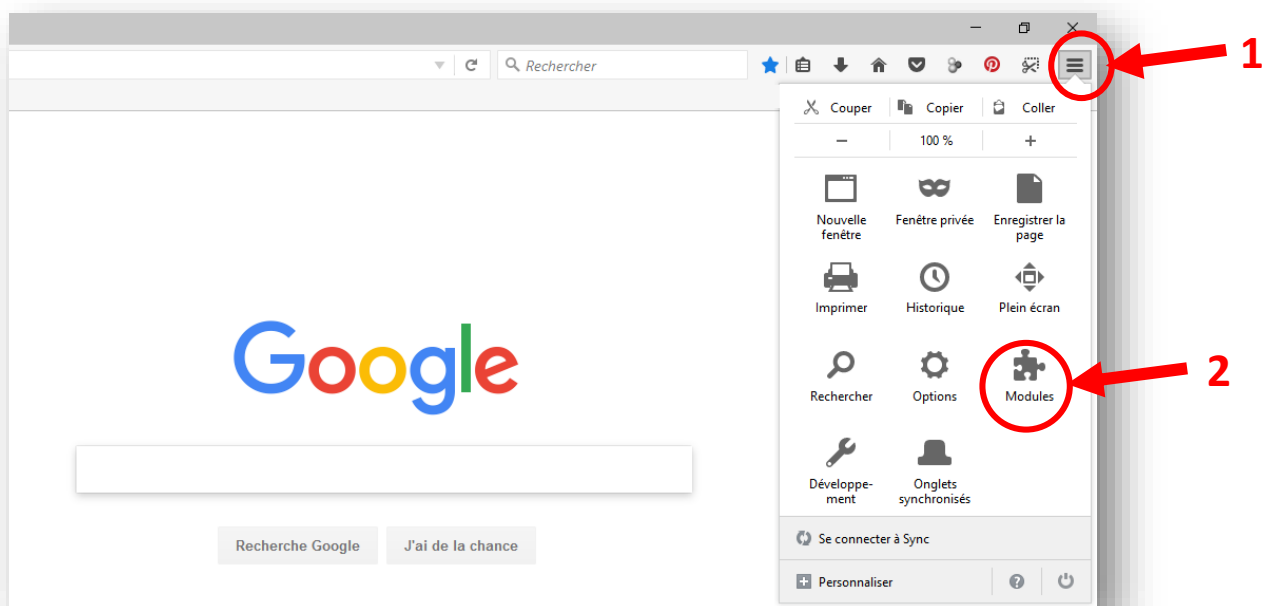 Rechercher
1
Couper Copier Coller
− 100 % +
Nouvelle
fenêtre
Fenêtre privée
Enregistrer la
page
Imprimer Historique Plein écran
Google
2
Rechercher Options Modules
Développe-
ment
Onglets
synchronisés
Recherche Google J'ai de la chance
Se connecter à Sync
Personnaliser